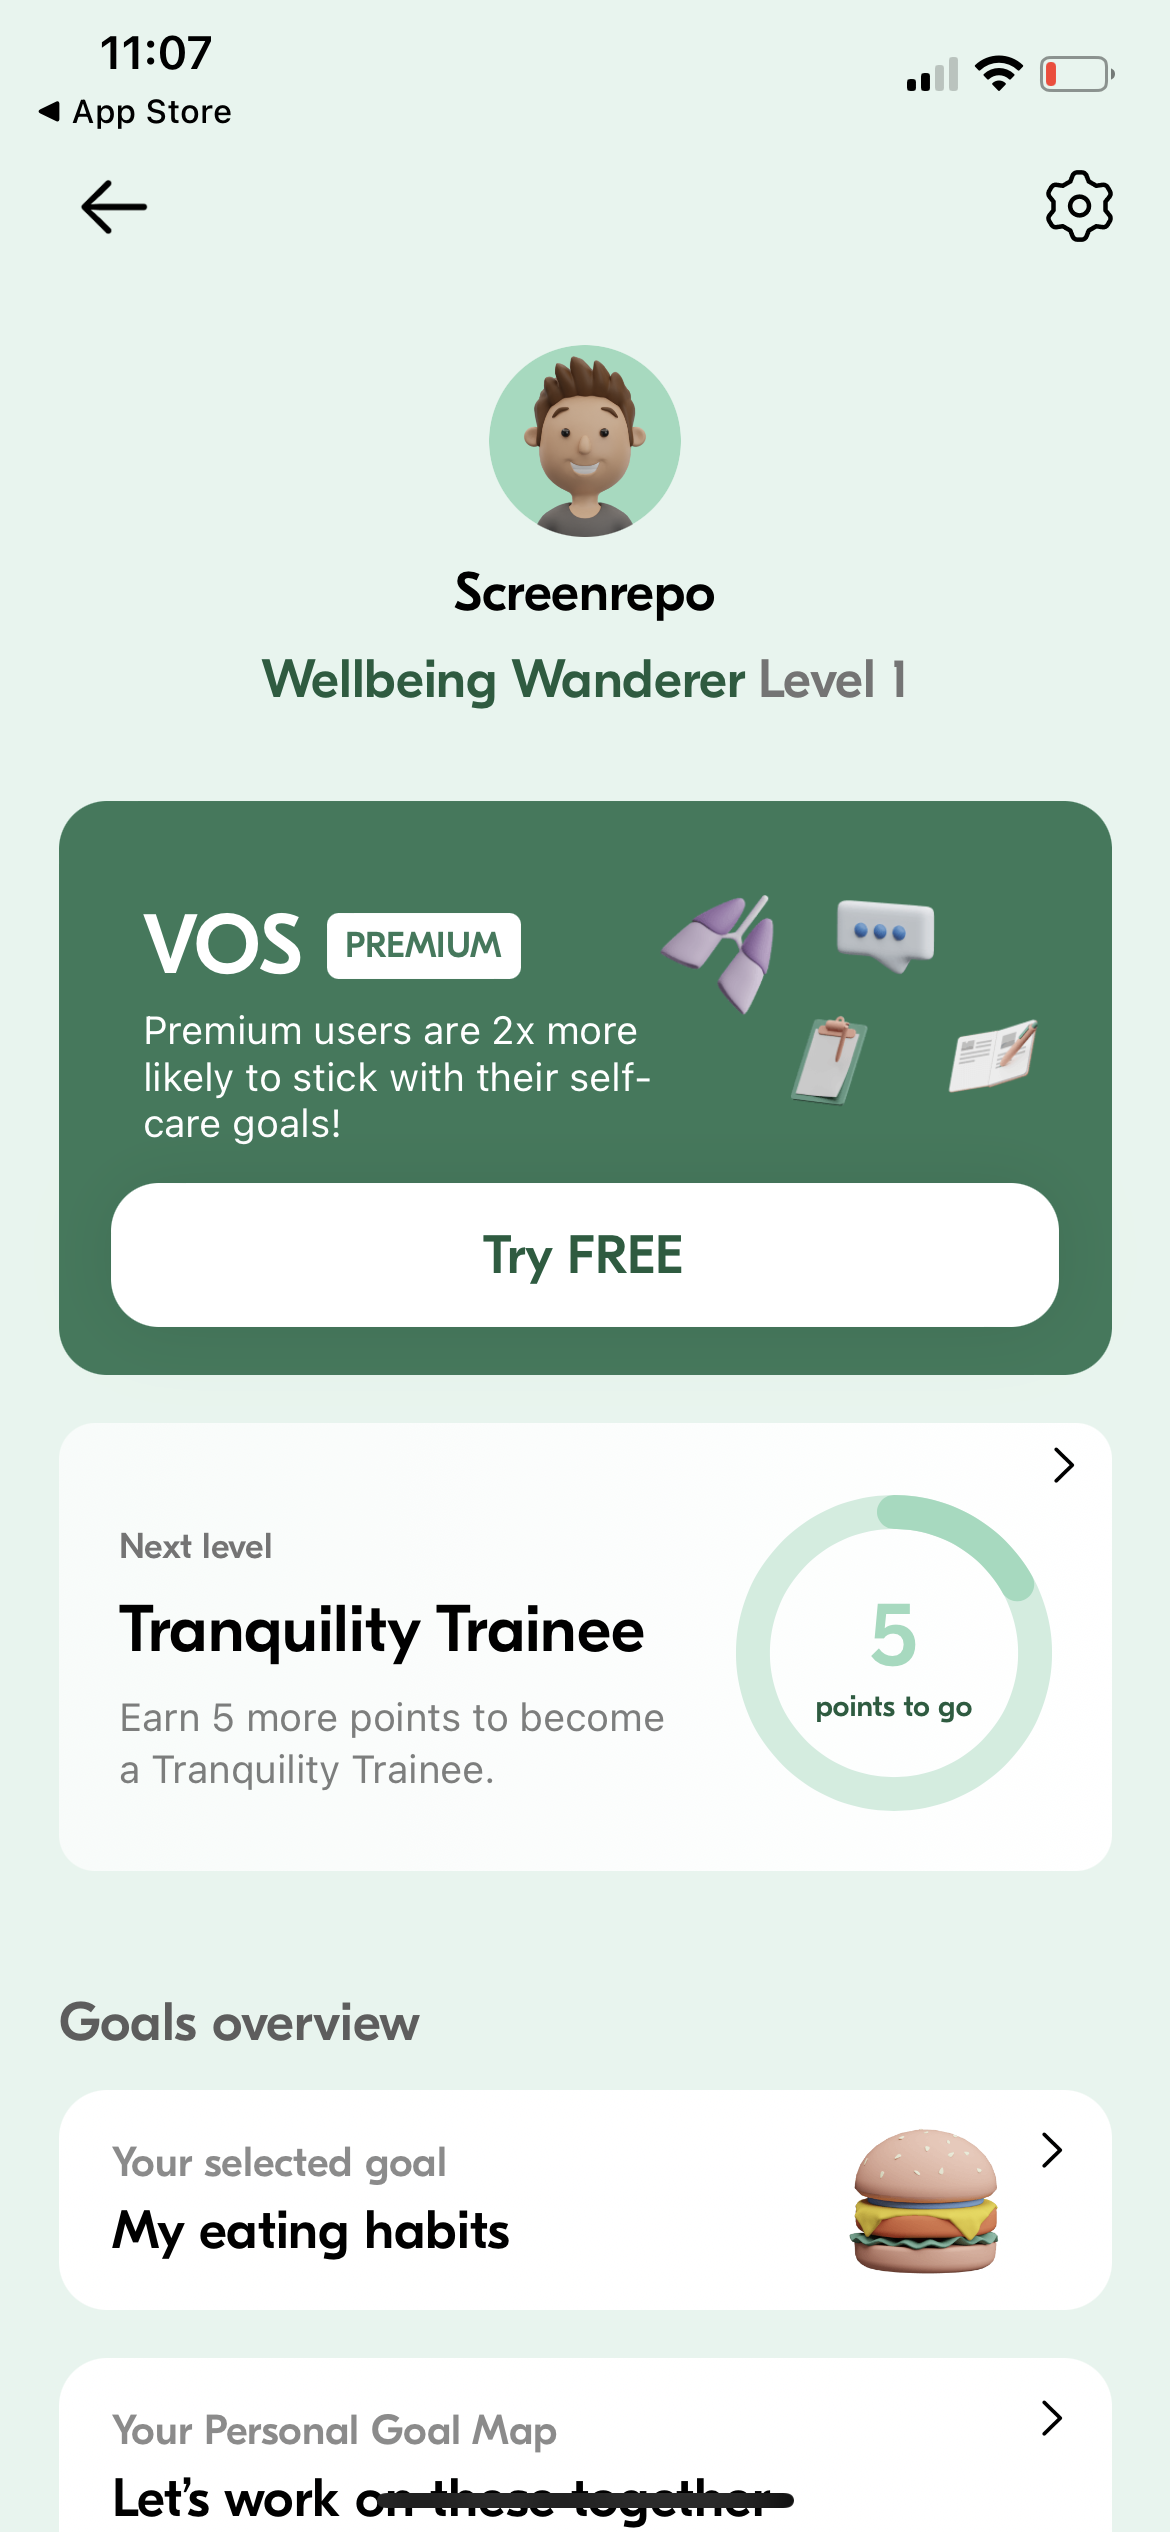 11:07
App Store
Screenrepo
Wellbeing Wanderer Level 1
VOS PREMIUM
Premium users are 2x more
likely to stick with their self-
care goals!
Try FREE
Next level
Tranquility Trainee
Earn 5 more points to become
a Tranquility Trainee.
5
points to go
Goals overview
Your selected goal
My eating habits
Your Personal Goal Map
Let's work on these together